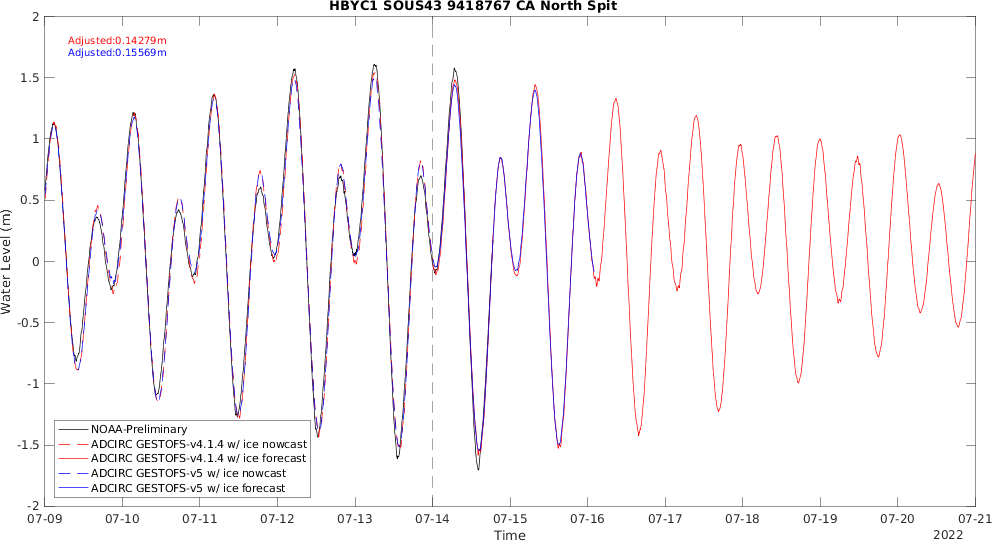 HBYC1 SOUS43 9418767 CA North Spit
Adjusted:0.14279m
Adjusted:0.15569m
2
1.5
1
0.5
0
-0.5
-1
-1.5
-2
Water Level (m)
NOAA-Preliminary
ADCIRC GESTOFS-v4.1.4 w/ ice nowcast
ADCIRC GESTOFS-v4.1.4 w/ ice forecast
ADCIRC GESTOFS-v5 w/ ice nowcast
ADCIRC GESTOFS-v5 w/ ice forecast
07-09 07-10 07-11 07-12 07-13 07-14 07-15 07-16 07-17 07-18 07-19 07-20 07-21
Time
2022